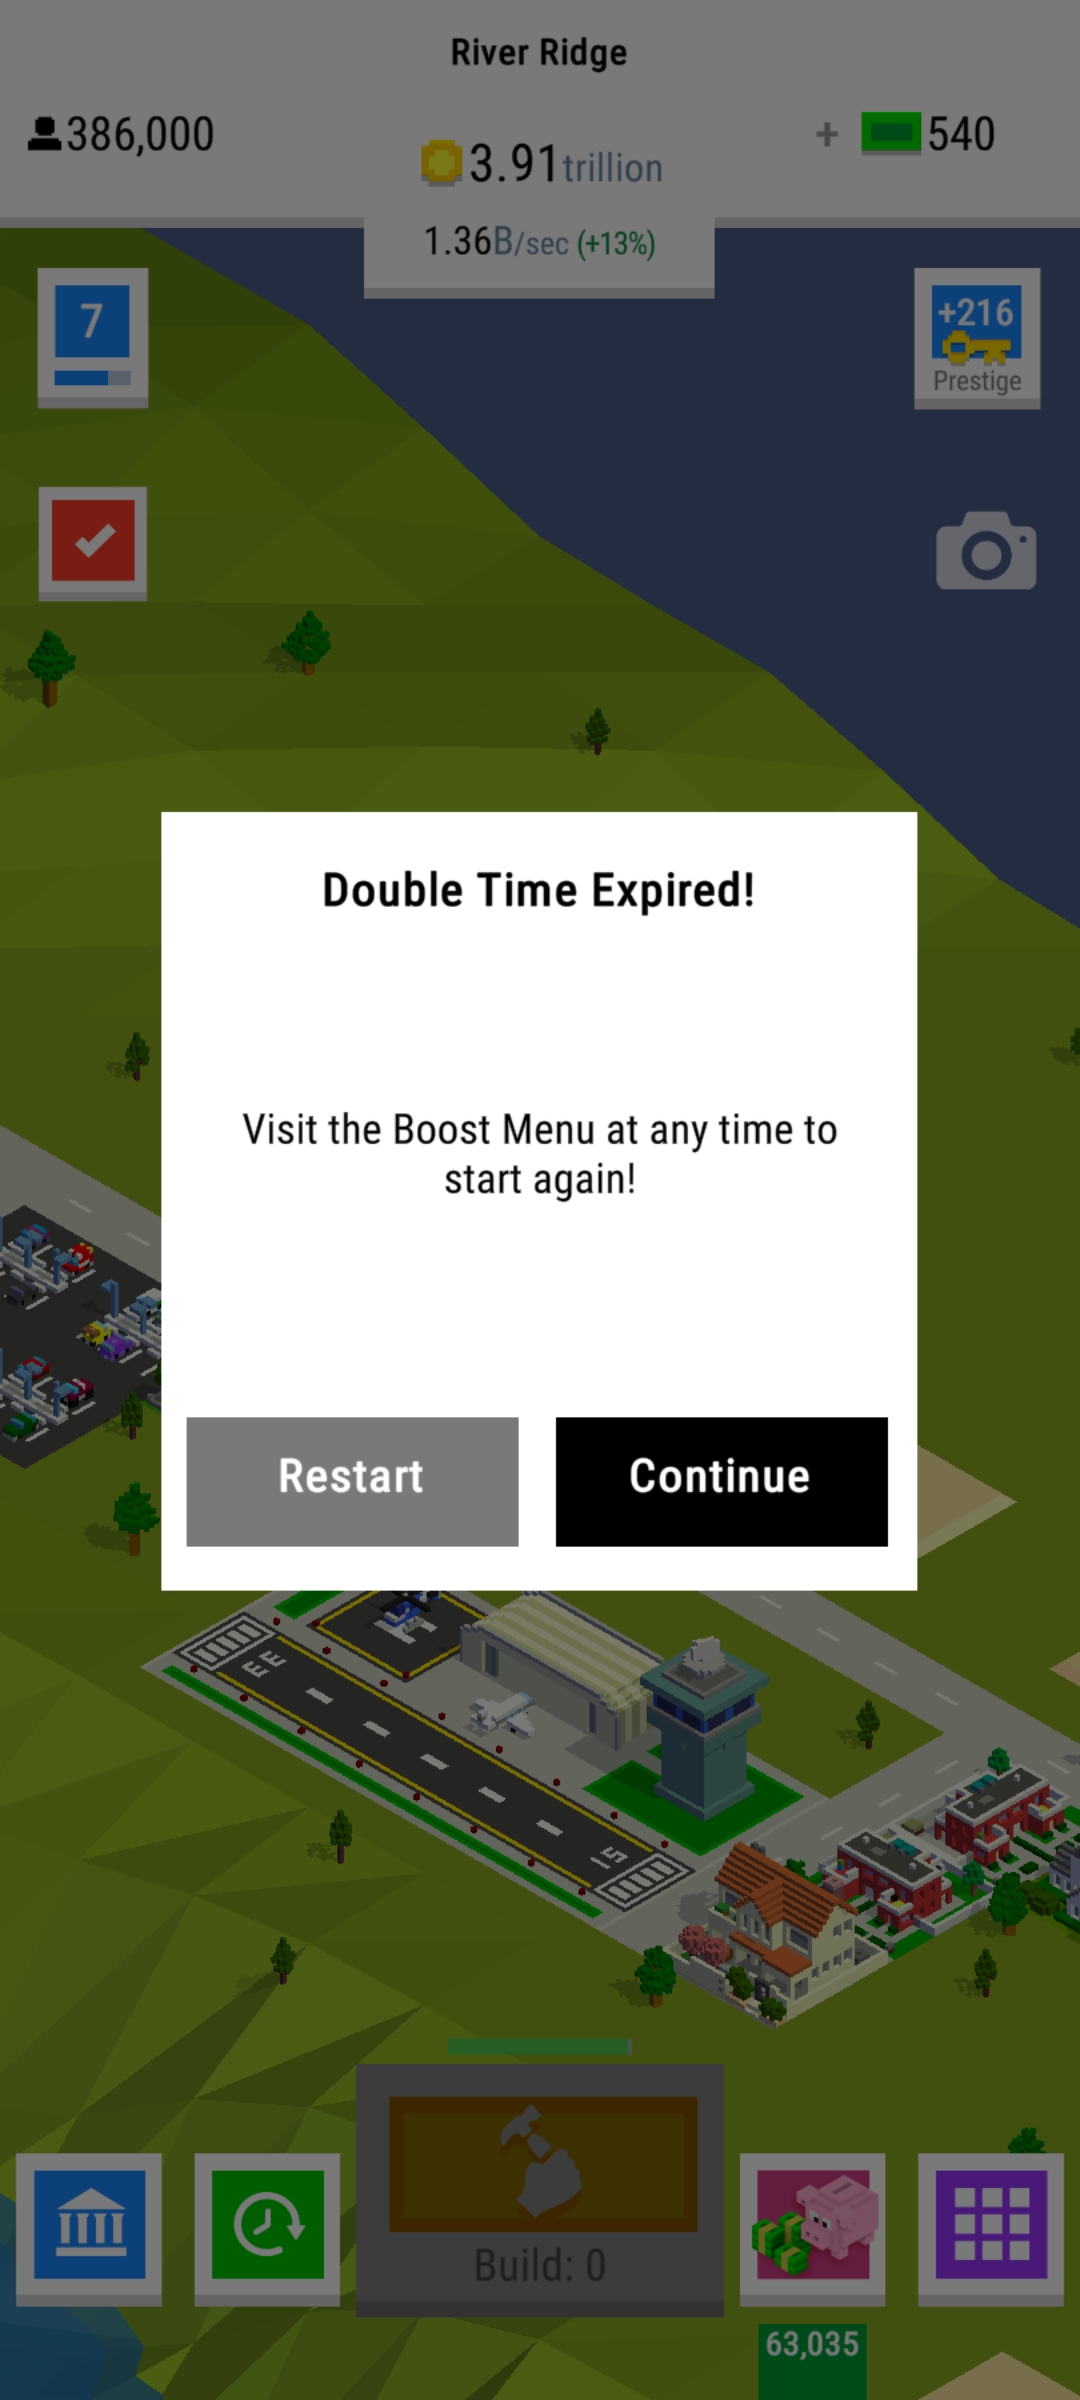 River Ridge
386,000
3.91trillion
+ 540
1.36B/sec (+13%)
7
+216
Prestige
Double Time Expired!
Visit the Boost Menu at any time to
start again!
Restart
Continue
Build: 0
63,035